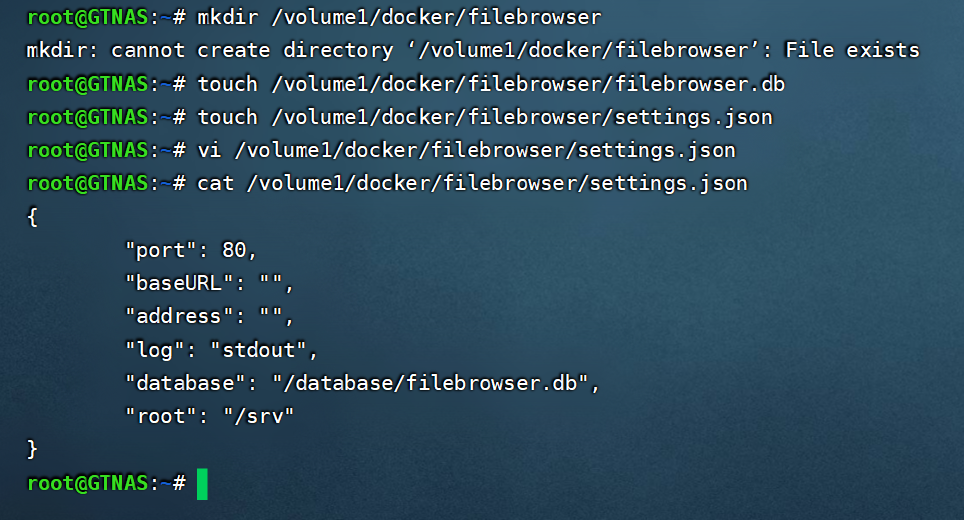 root@GTNAS:~# mkdir /volume1/docker/filebrowser
mkdir: cannot create directory ‘/volume1/docker/filebrowser’: File exists
root@GTNAS:~# touch /volume1/docker/filebrowser/filebrowser.db
root@GTNAS:~# touch /volume1/docker/filebrowser/settings.json
root@GTNAS:~# vi /volume1/docker/filebrowser/settings.json
root@GTNAS:~# cat /volume1/docker/filebrowser/settings.json
{
        "port": 80,
        "baseURL": "",
        "address": "",
        "log": "stdout",
        "database": "/database/filebrowser.db",
        "root": "/srv"
}
root@GTNAS:~#